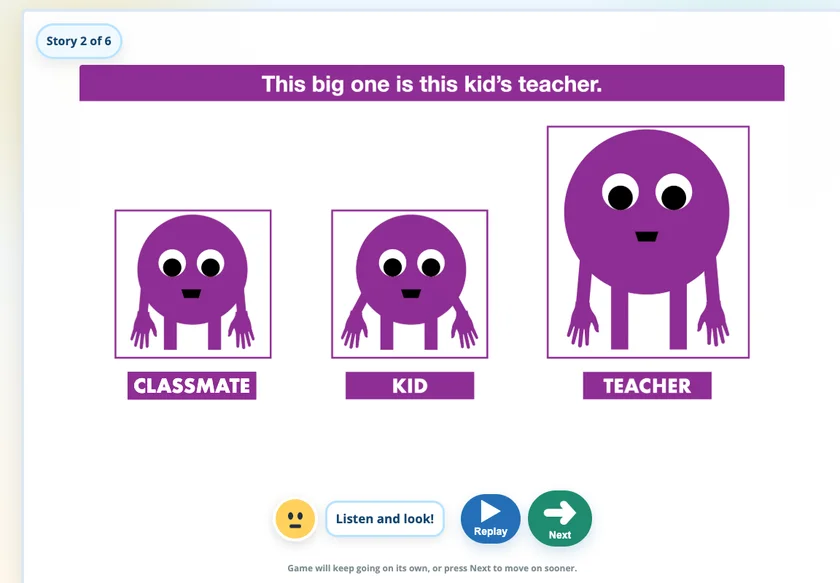 Story 2 of 6
This big one is this kid’s teacher.
CLASSMATE
KID
TEACHER
Listen and look!
Replay
Next
Game will keep going on its own, or press Next to move on sooner.